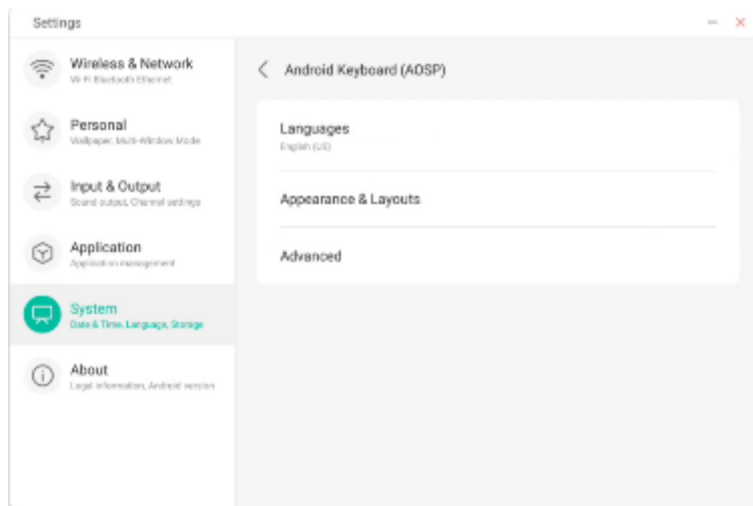 Settings
Wireless & Network
Wi-Fi Bluetooth Ethernet
Personal
Wallpaper, Multi-Window Mode
Input & Output
Sound output, Channel settings
Application
Application management
System
Date & Time, Language, Storage
About
Legal information, Android version
Android Keyboard (AOSP)
Languages
English (US)
Appearance & Layouts
Advanced